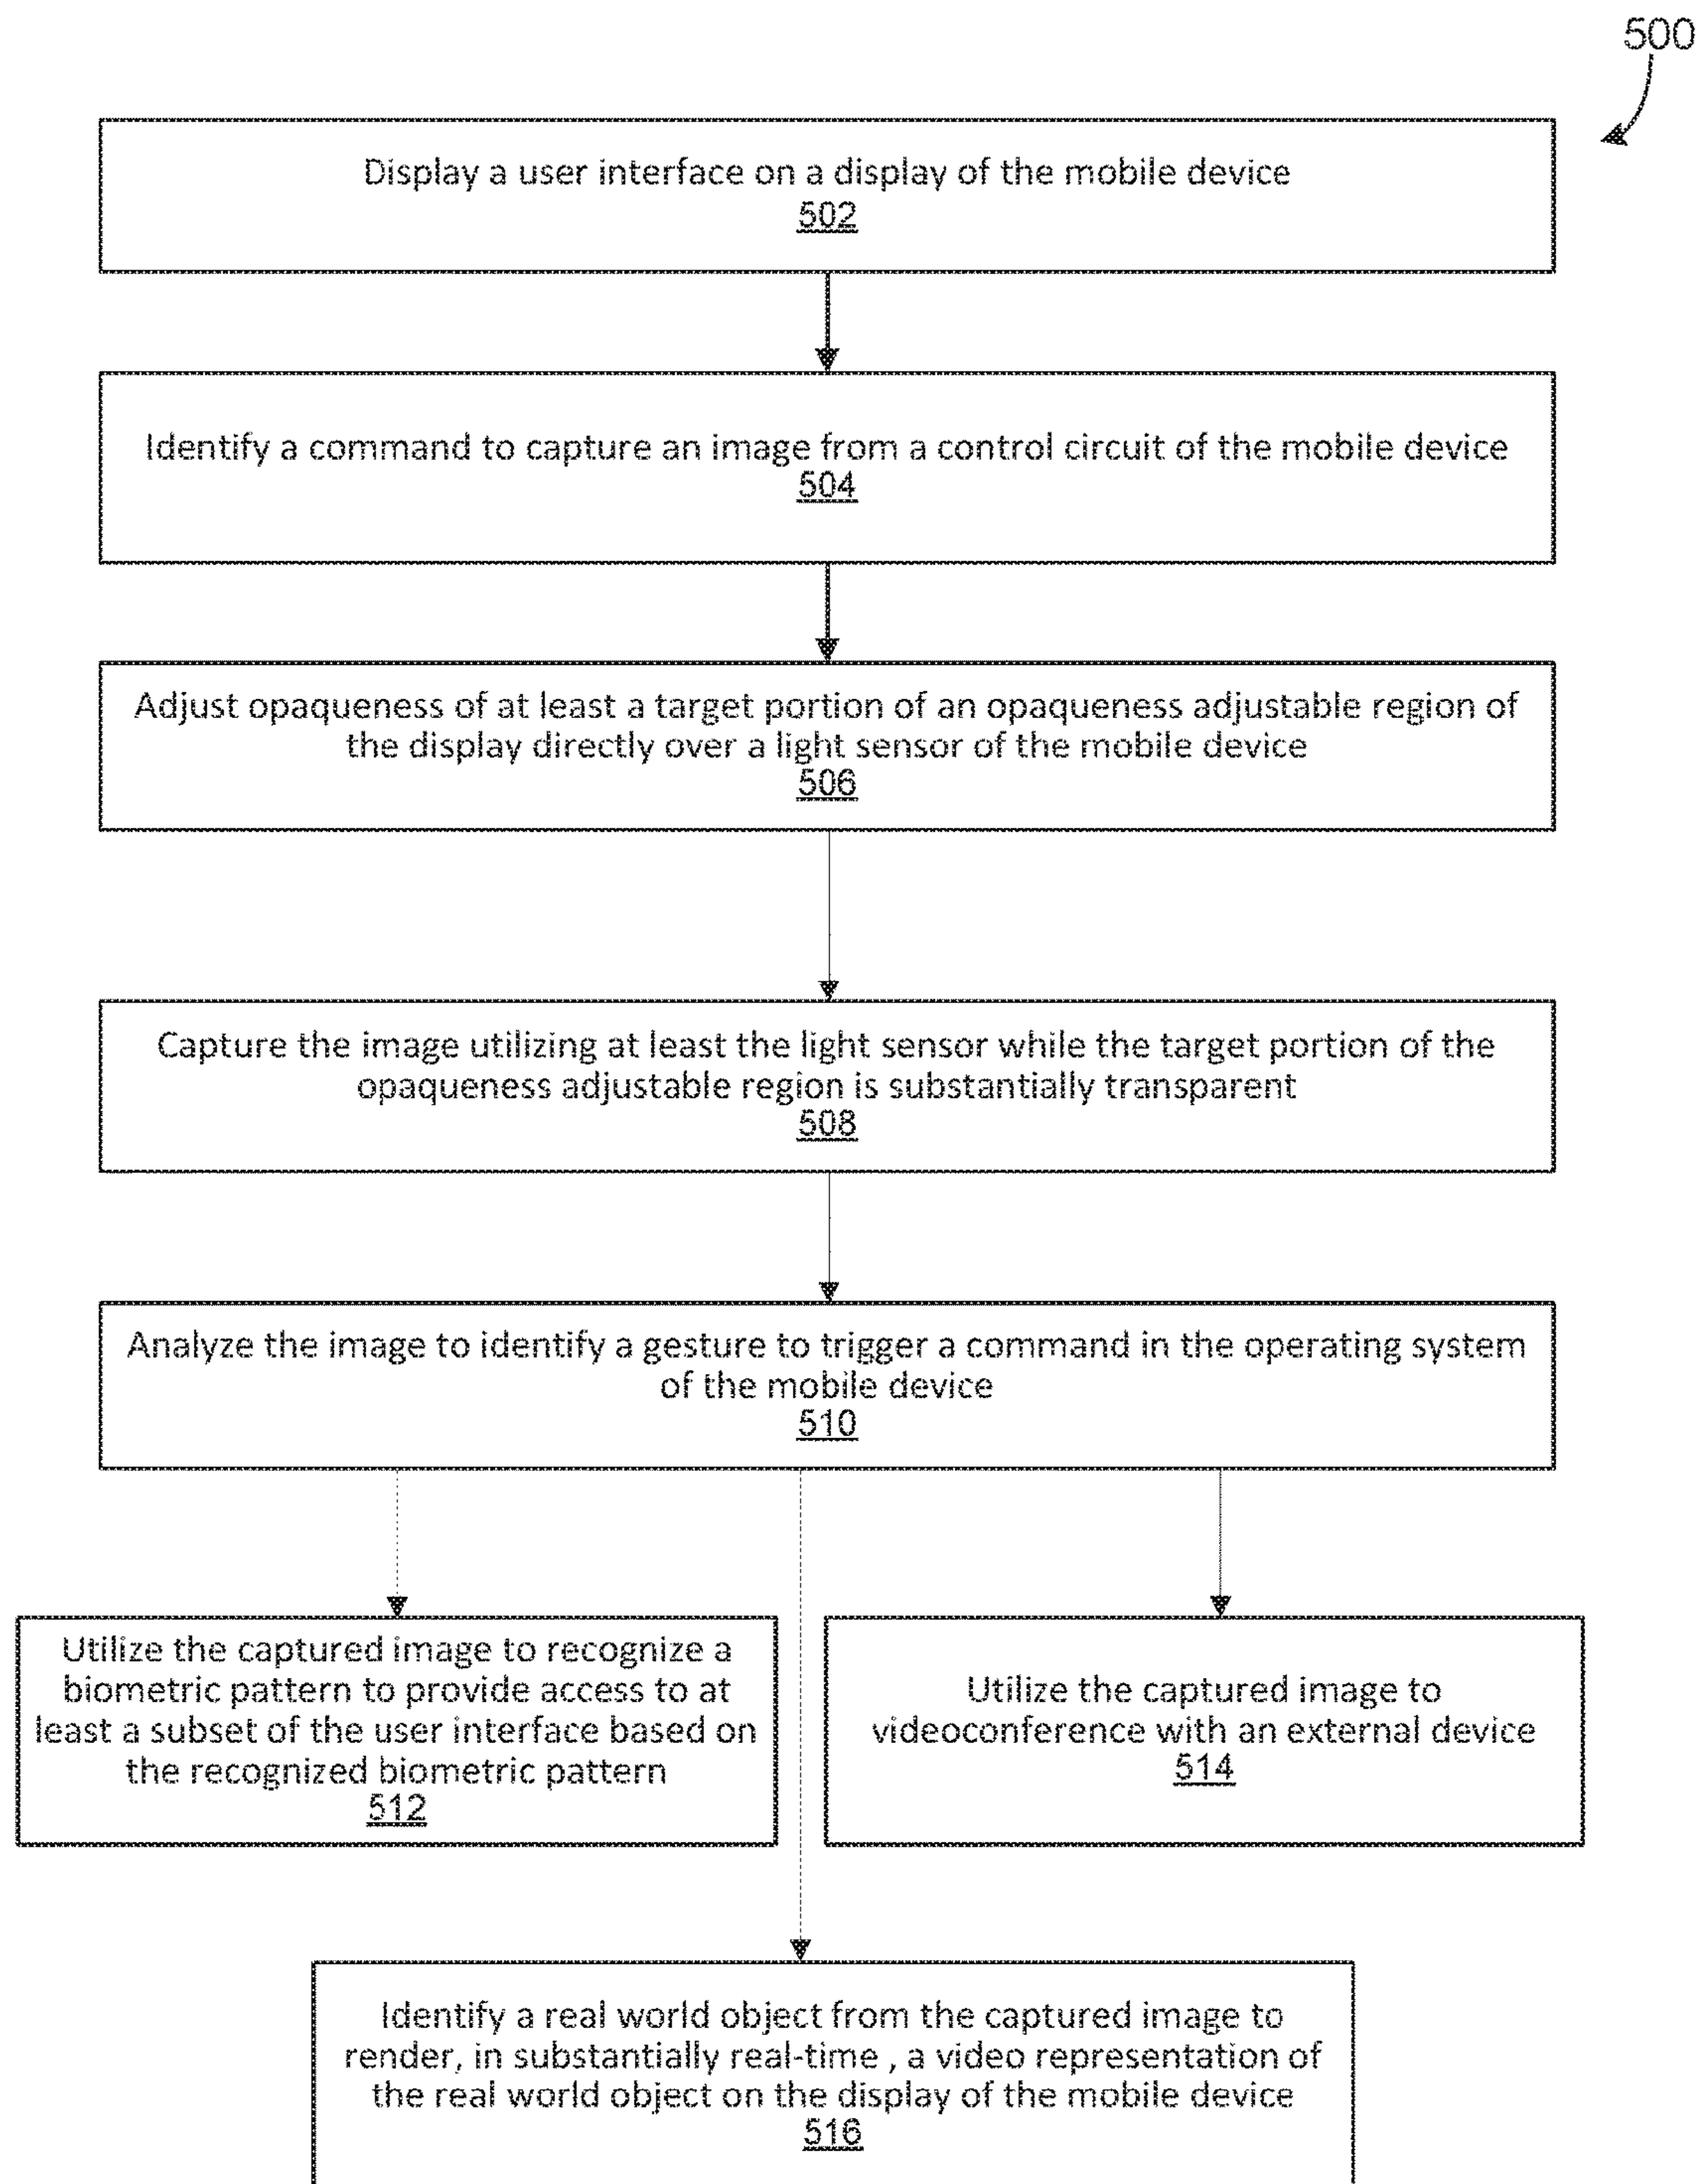 500
Display a user interface on a display of the mobile device
502
Identify a command to capture an image from a control circuit of the mobile device
504
Adjust opaqueness of at least a target portion of an opaqueness adjustable region of
the display directly over a light sensor of the mobile device
506
Capture the image utilizing at least the light sensor while the target portion of the
opaqueness adjustable region is substantially transparent
508
Analyze the image to identify a gesture to trigger a command in the operating system
of the mobile device
510
Utilize the captured image to recognize a
biometric pattern to provide access to at
least a subset of the user interface based on
the recognized biometric pattern
512
Utilize the captured image to
videoconference with an external device
514
Identify a real world object from the captured image to
render, in substantially real-time , a video representation of
the real world object on the display of the mobile device
516